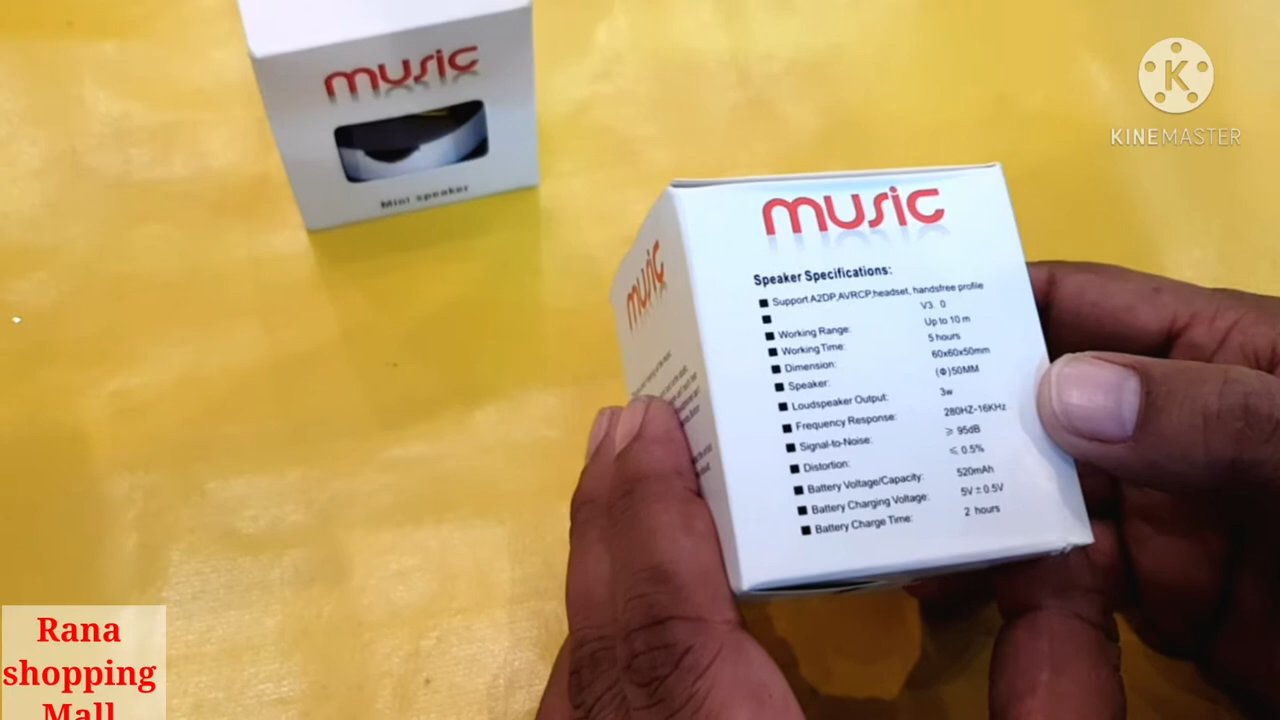 music
Mini speaker
KINEMASTER
music
Speaker Specifications:
Support A2DP,AVRCP,headset, handsfree profile
V3. 0
Working Range: Up to 10 m
Working Time: 5 hours
Dimension: 60x60x50mm
Speaker: (Φ)50MM
Loudspeaker Output: 3w
Frequency Response: 280HZ-16KHz
Signal-to-Noise: ≥ 95dB
Distortion: ≤ 0.5%
Battery Voltage/Capacity: 520mAh
Battery Charging Voltage: 5V ± 0.5V
Battery Charge Time: 2 hours
music
Rana
shopping
Mall